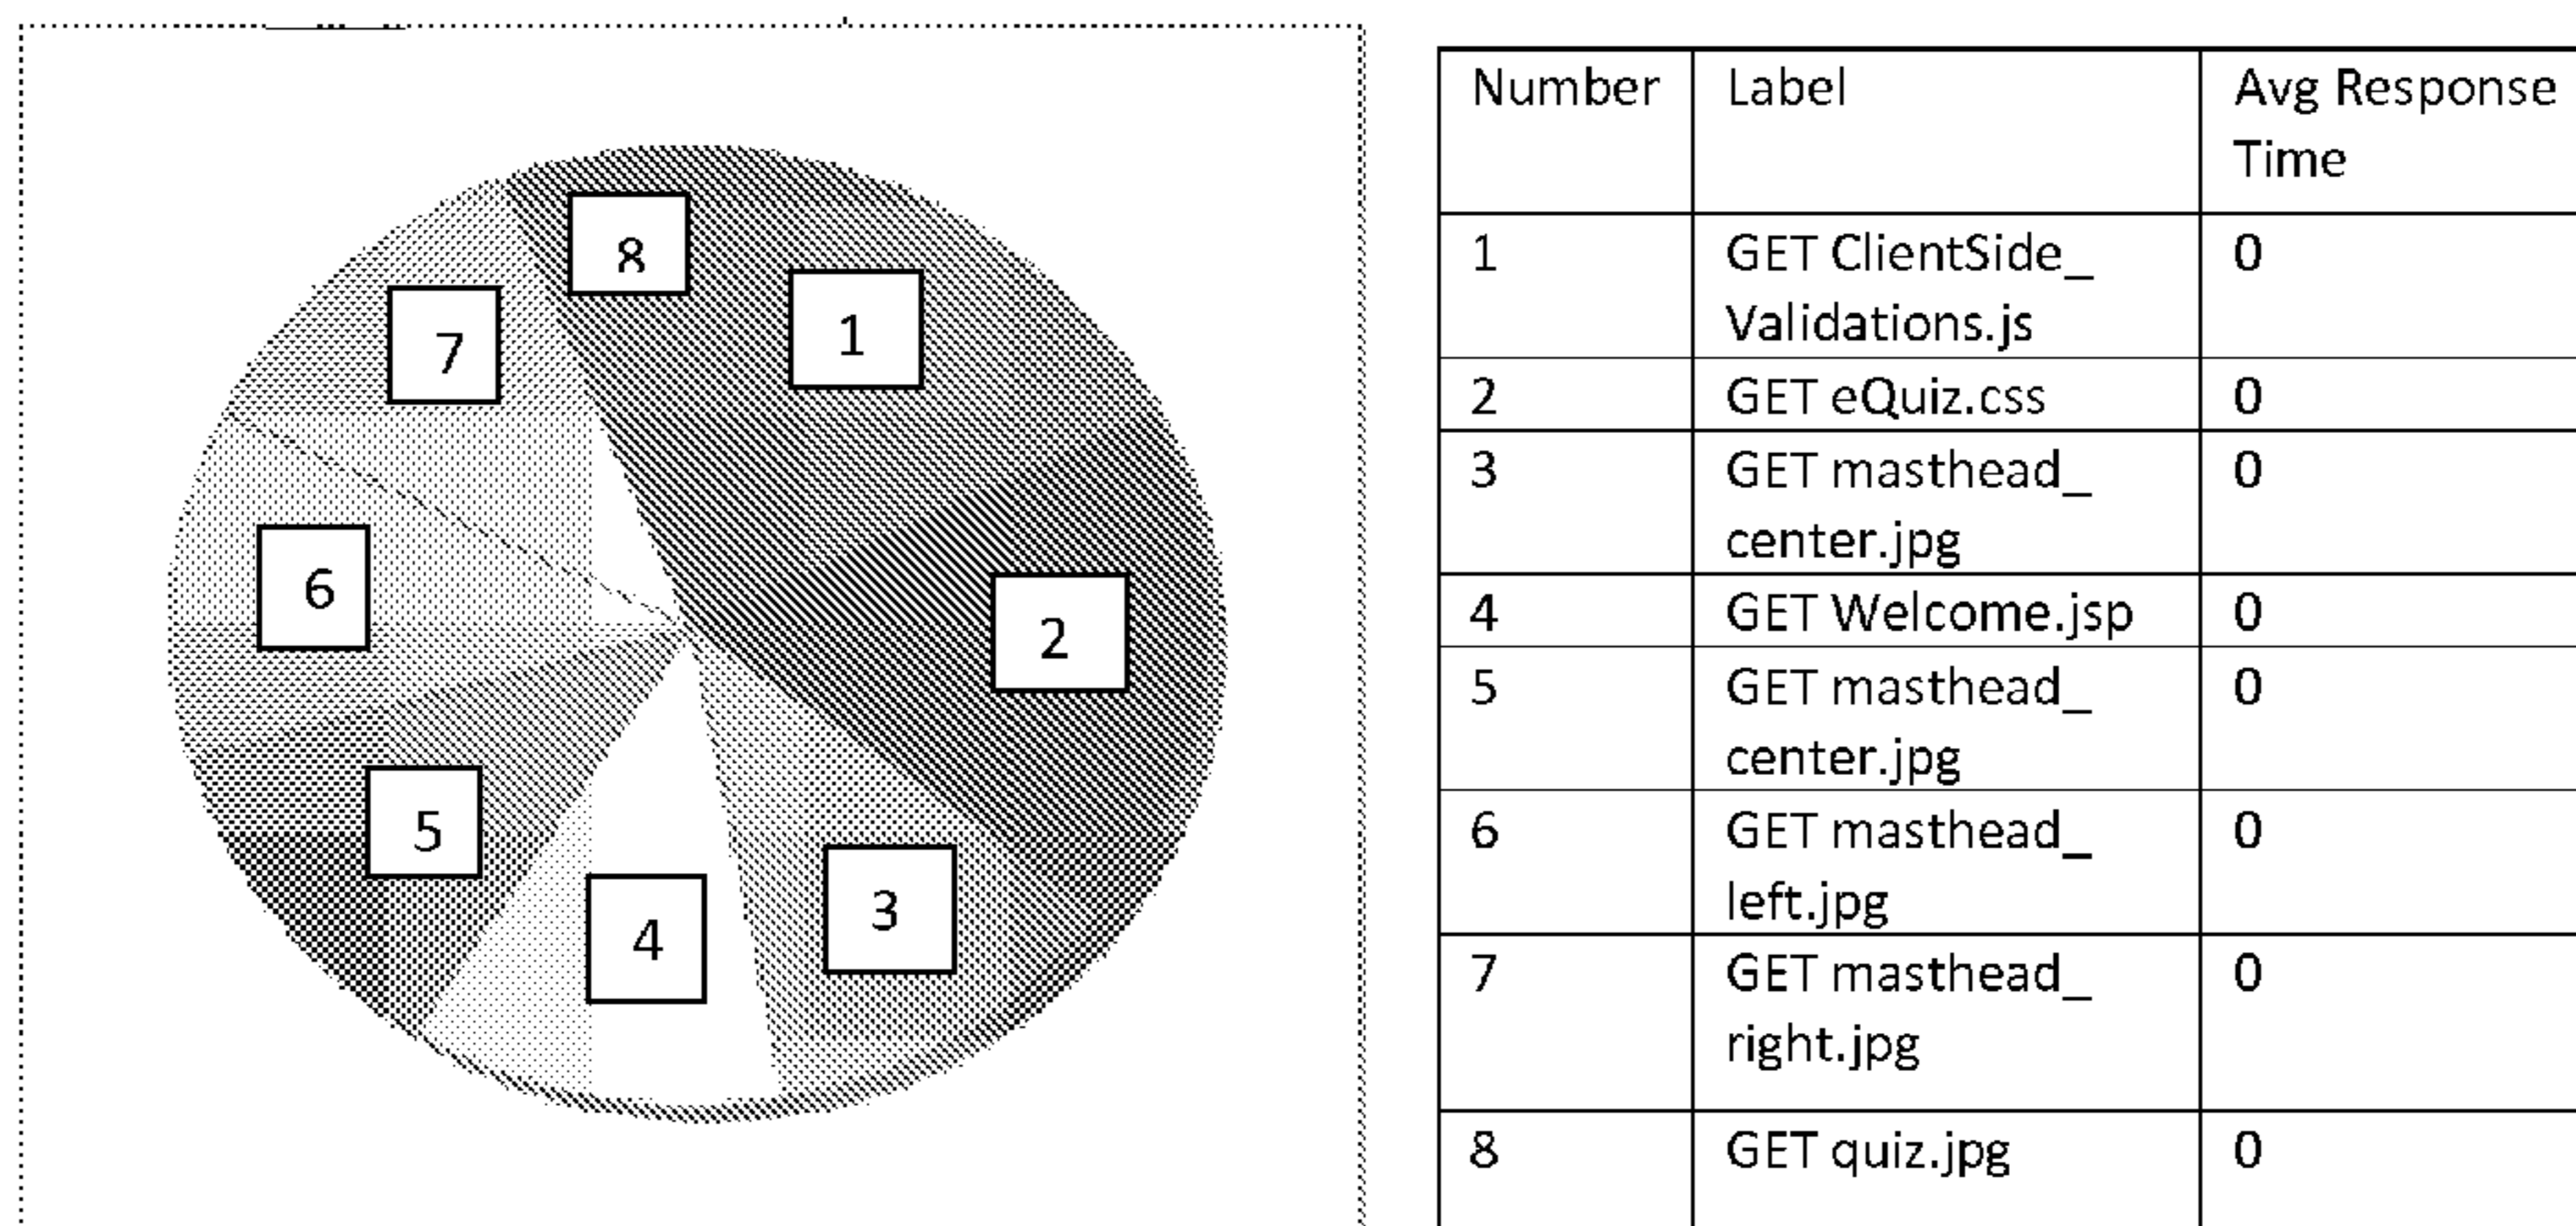 8
1
7
2
6
5
3
4
Number Label Avg Response
Time
1 GET ClientSide_ 0
Validations.js
2 GET eQuiz.css 0
3 GET masthead_ 0
center.jpg
4 GET Welcome.jsp 0
5 GET masthead_ 0
center.jpg
6 GET masthead_ 0
left.jpg
7 GET masthead_ 0
right.jpg
8 GET quiz.jpg 0